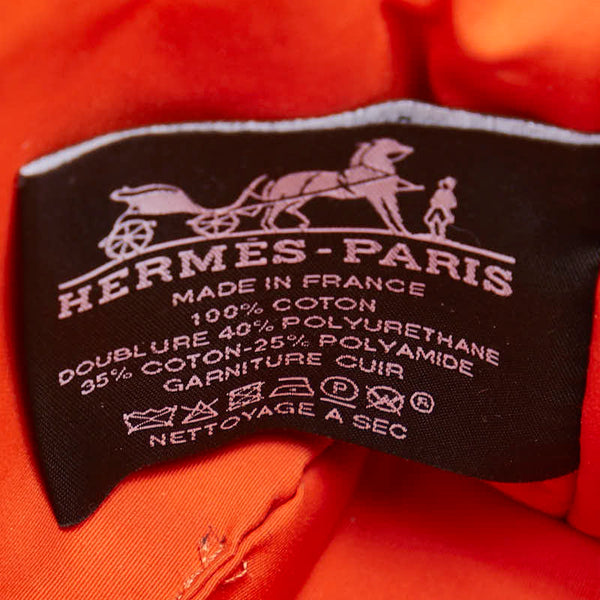 HERMÈS-PARIS
MADE IN FRANCE
100% COTON
DOUBLURE 40% POLYURETHANE
35% COTON-25% POLYAMIDE
GARNITURE CUIR
P W ®
NETTOYAGE A SEC